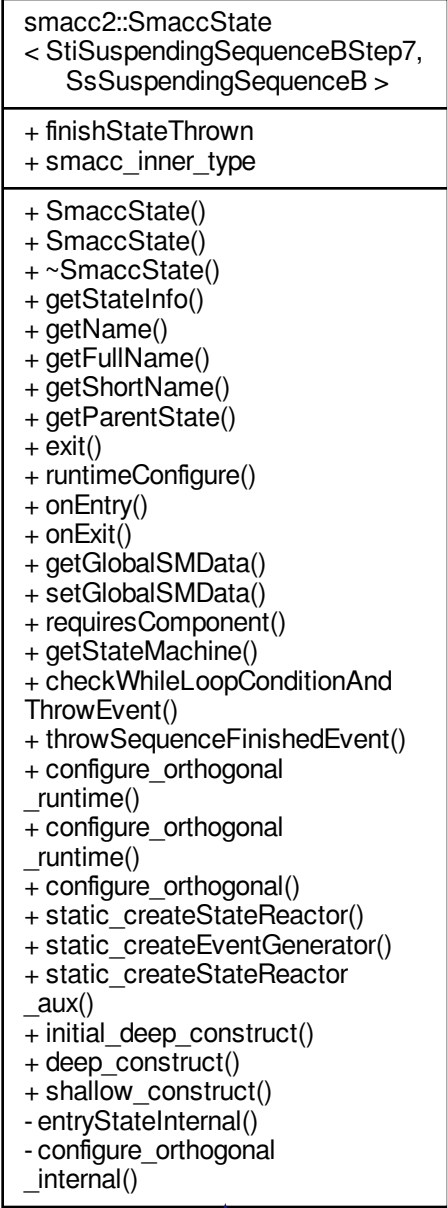 smacc2::SmaccState
< StiSuspendingSequenceBStep7,
SsSuspendingSequenceB >
+ finishStateThrown
+ smacc_inner_type
+ SmaccState()
+ SmaccState()
+ ~SmaccState()
+ getStateInfo()
+ getName()
+ getFullName()
+ getShortName()
+ getParentState()
+ exit()
+ runtimeConfigure()
+ onEntry()
+ onExit()
+ getGlobalSMData()
+ setGlobalSMData()
+ requiresComponent()
+ getStateMachine()
+ checkWhileLoopConditionAnd
ThrowEvent()
+ throwSequenceFinishedEvent()
+ configure_orthogonal
_runtime()
+ configure_orthogonal
_runtime()
+ configure_orthogonal()
+ static_createStateReactor()
+ static_createEventGenerator()
+ static_createStateReactor
_aux()
+ initial_deep_construct()
+ deep_construct()
+ shallow_construct()
- entryStateInternal()
- configure_orthogonal
_internal()